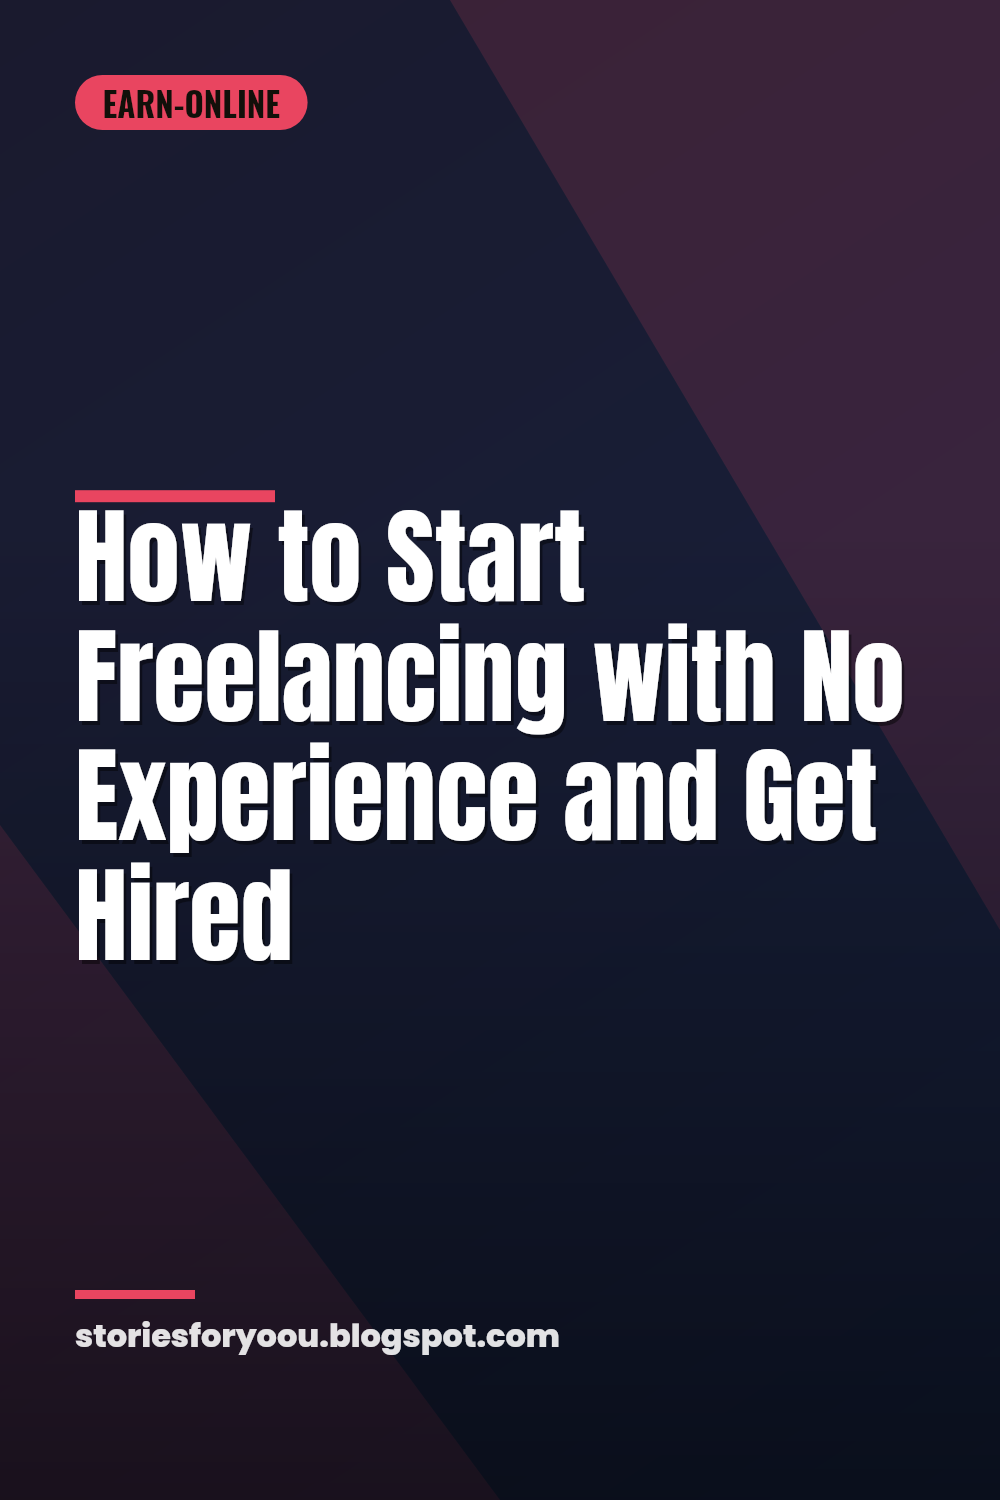 EARN-ONLINE
How to Start
Freelancing with No
Experience and Get
Hired
storiesforyoou.blogspot.com